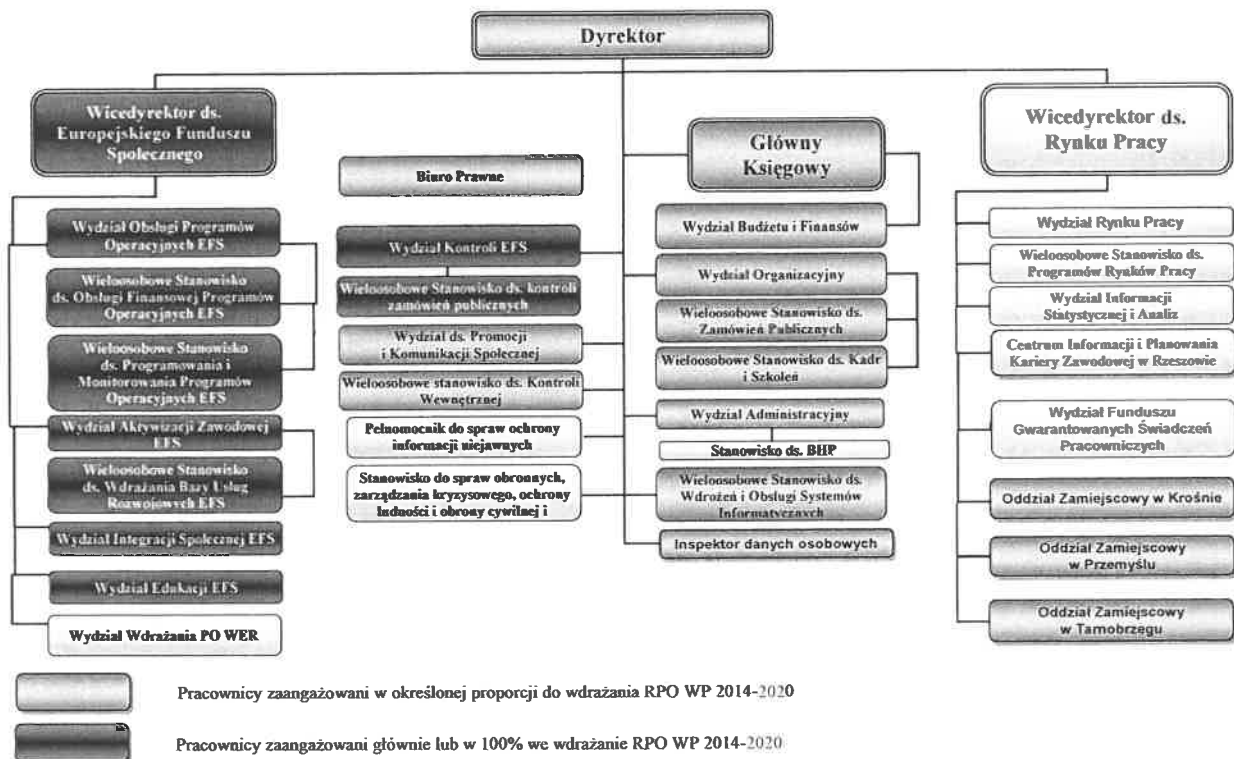 Dyrektor
Wicedyrektor ds.
Europejskiego Funduszu
Społecznego
Wydział Obsługi Programów
Operacyjnych EFS
Wieloosobowe Stanowisko
ds. Obsługi Finansowej Programów
Operacyjnych EFS
Wieloosobowe Stanowisko
ds. Programowania i
Monitorowania Programów
Operacyjnych EFS
Wydział Aktywizacji Zawodowej
EFS
Wieloosobowe Stanowisko
ds. Wdrażania Bazy Usług
Rozwojowych EFS
Wydział Integracji Społecznej EFS
Wydział Edukacji EFS
Wydział Wdrażania PO WER
Biuro Prawne
Wydział Kontroli EFS
Wieloosobowe Stanowisko ds. kontroli
zamówień publicznych
Wydział ds. Promocji
i Komunikacji Społecznej
Wieloosobowe stanowisko ds. Kontroli
Wewnętrznej
Pełnomocnik do spraw ochrony
informacji niejawnych
Stanowisko do spraw obronnych,
zarządzania kryzysowego, ochrony
ludności i obrony cywilnej i
Główny
Księgowy
Wydział Budżetu i Finansów
Wydział Organizacyjny
Wieloosobowe Stanowisko ds.
Zamówień Publicznych
Wieloosobowe Stanowisko ds. Kadr
i Szkoleń
Wydział Administracyjny
Stanowisko ds. BHP
Wieloosobowe Stanowisko ds.
Wdrożeń i Obsługi Systemów
Informatycznych
Inspektor danych osobowych
Wicedyrektor ds.
Rynku Pracy
Wydział Rynku Pracy
Wieloosobowe Stanowisko ds.
Programów Rynków Pracy
Wydział Informacji
Statystycznej i Analiz
Centrum Informacji i Planowania
Kariery Zawodowej w Rzeszowie
Wydział Funduszu
Gwarantowanych Świadczeń
Pracowniczych
Oddział Zamiejscowy w Krośnie
Oddział Zamiejscowy
w Przemyślu
Oddział Zamiejscowy
w Tarnobrzegu
Pracownicy zaangażowani w określonej proporcji do wdrażania RPO WP 2014-2020
Pracownicy zaangażowani głównie lub w 100% we wdrażanie RPO WP 2014-2020